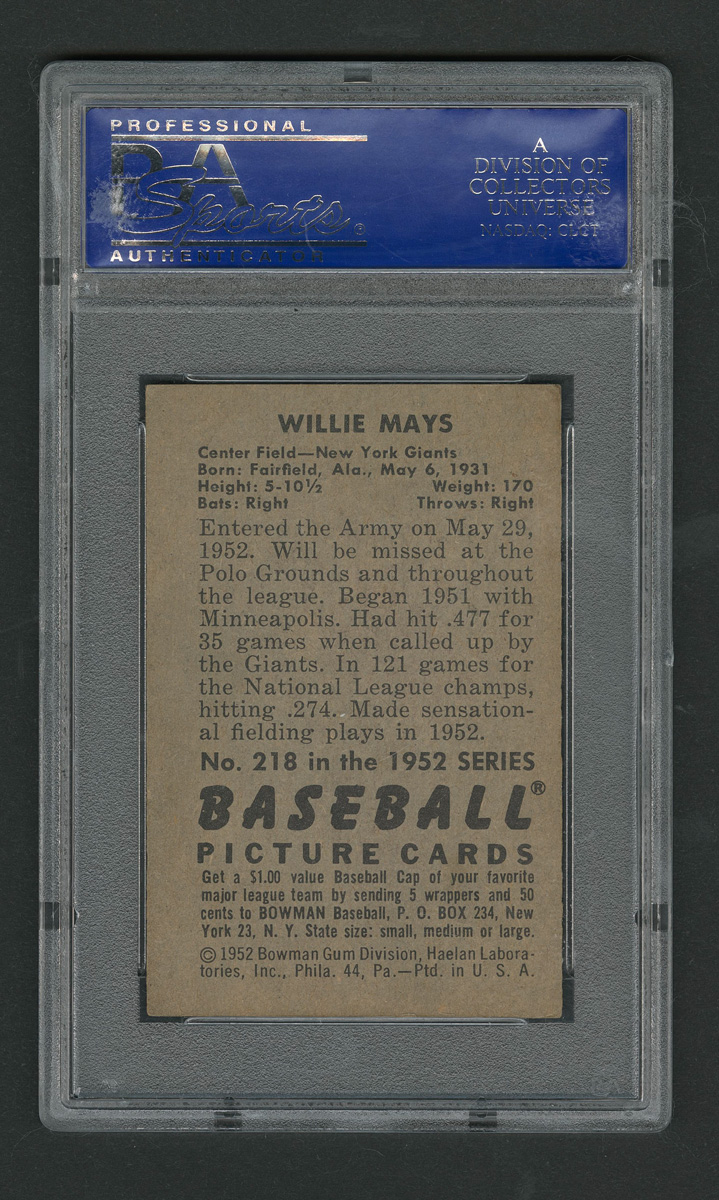 PROFESSIONAL
PSA
Sports®
AUTHENTICATOR
A
DIVISION OF
COLLECTORS
UNIVERSE
NASDAQ: CLCT
WILLIE MAYS
Center Field—New York Giants
Born: Fairfield, Ala., May 6, 1931
Height: 5-10½ Weight: 170
Bats: Right Throws: Right
Entered the Army on May 29,
1952. Will be missed at the
Polo Grounds and throughout
the league. Began 1951 with
Minneapolis. Had hit .477 for
35 games when called up by
the Giants. In 121 games for
the National League champs,
hitting .274. Made sensation-
al fielding plays in 1952.
No. 218 in the 1952 SERIES
BASEBALL®
PICTURE CARDS
Get a $1.00 value Baseball Cap of your favorite
major league team by sending 5 wrappers and 50
cents to BOWMAN Baseball, P. O. BOX 234, New
York 23, N. Y. State size: small, medium or large.
© 1952 Bowman Gum Division, Haelan Labora-
tories, Inc., Phila. 44, Pa.—Ptd. in U. S. A.